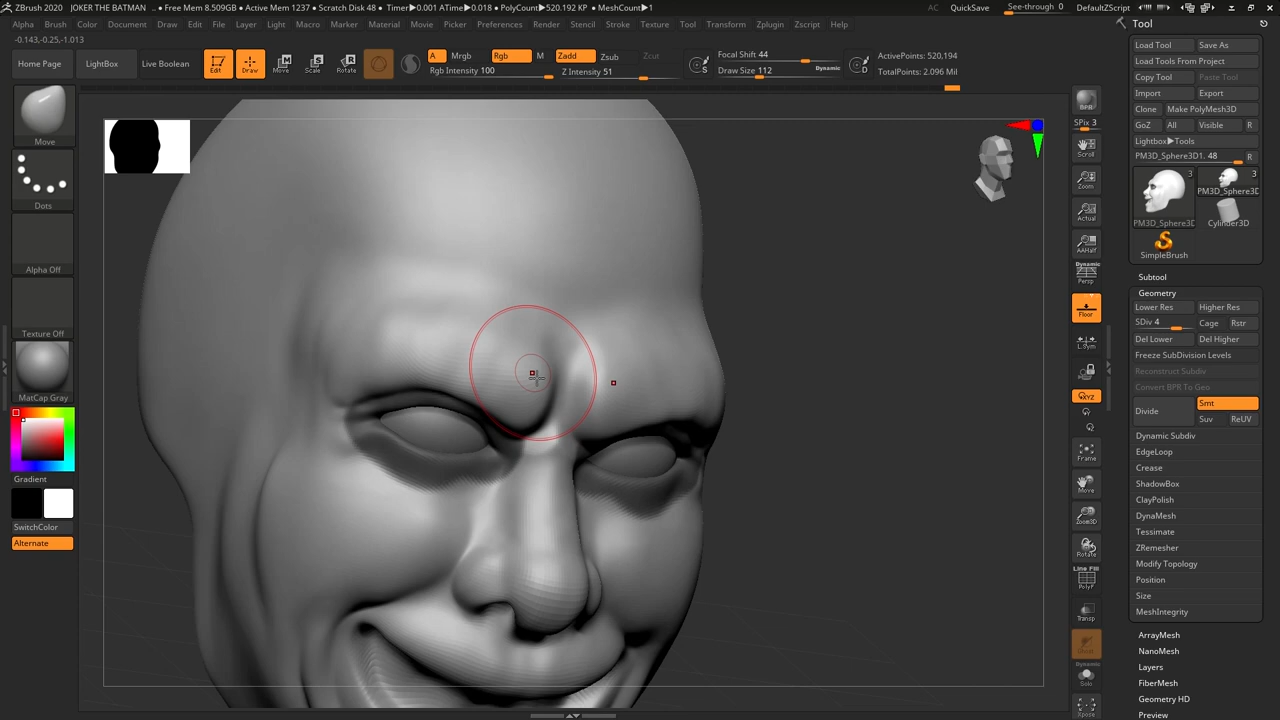 ZBrush 2020 JOKER THE BATMAN .. • Free Mem 8.509GB • Active Mem 1237 • Scratch Disk 48 • Timer▶0.001 ATime▶0.018 • PolyCount▶520.192 KP • MeshCount▶1 AC QuickSave See-through 0 DefaultZScript
Alpha Brush Color Document Draw Edit File Layer Light Macro Marker Material Movie Picker Preferences Render Stencil Stroke Texture Tool Transform Zplugin Zscript Help
Tool
-0.143,-0.25,-1.013
Home Page LightBox Live Boolean Edit Draw Move Scale Rotate
A Mrgb Rgb M Zadd Zsub Zcut
Rgb Intensity 100 Z Intensity 51
Focal Shift 44
Draw Size 112 Dynamic
S
D
ActivePoints: 520,194
TotalPoints: 2.096 Mil
Move
Dots
Alpha Off
Texture Off
MatCap Gray
Gradient
SwitchColor
Alternate
BPR
SPix 3
Scroll
Zoom
Actual
AAHalf
Dynamic
Persp
Floor
L.Sym
XYZ
Frame
Move
Zoom3D
Rotate
Line Fill
PolyF
Transp
Dynamic
Solo
Xpose
Load Tool Save As
Load Tools From Project
Copy Tool Paste Tool
Import Export
Clone Make PolyMesh3D
GoZ All Visible R
Lightbox▶Tools
PM3D_Sphere3D1. 48 R
3 3
PM3D_Sphere3D
PM3D_Sphere3D Cylinder3D
SimpleBrush
Subtool
Geometry
Lower Res Higher Res
SDiv 4 Cage Rstr
Del Lower Del Higher
Freeze SubDivision Levels
Reconstruct Subdiv
Convert BPR To Geo
Divide Smt
Suv ReUV
Dynamic Subdiv
EdgeLoop
Crease
ShadowBox
ClayPolish
DynaMesh
Tessimate
ZRemesher
Modify Topology
Position
Size
MeshIntegrity
ArrayMesh
NanoMesh
Layers
FiberMesh
Geometry HD
Preview